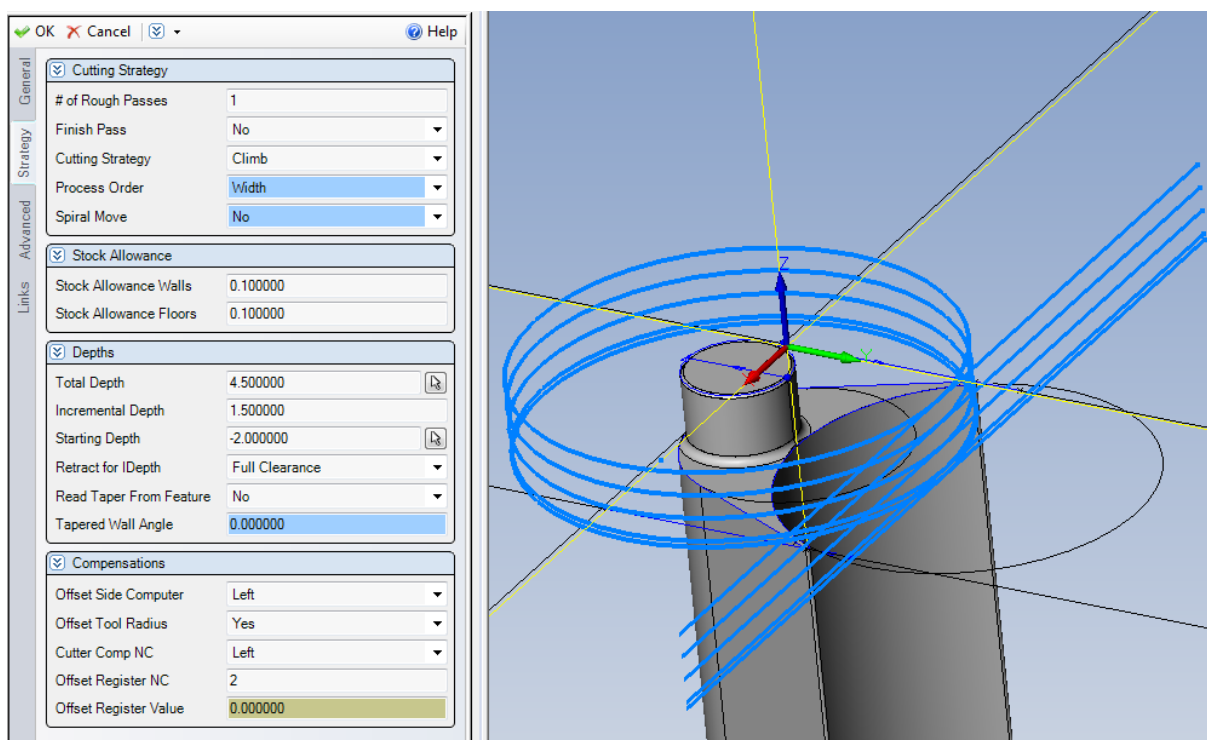 OK Cancel Help
General
Strategy
Advanced
Links
Cutting Strategy
# of Rough Passes 1
Finish Pass No
Cutting Strategy Climb
Process Order Width
Spiral Move No
Stock Allowance
Stock Allowance Walls 0.100000
Stock Allowance Floors 0.100000
Depths
Total Depth 4.500000
Incremental Depth 1.500000
Starting Depth -2.000000
Retract for IDepth Full Clearance
Read Taper From Feature No
Tapered Wall Angle 0.000000
Compensations
Offset Side Computer Left
Offset Tool Radius Yes
Cutter Comp NC Left
Offset Register NC 2
Offset Register Value 0.000000
Z
Y
X